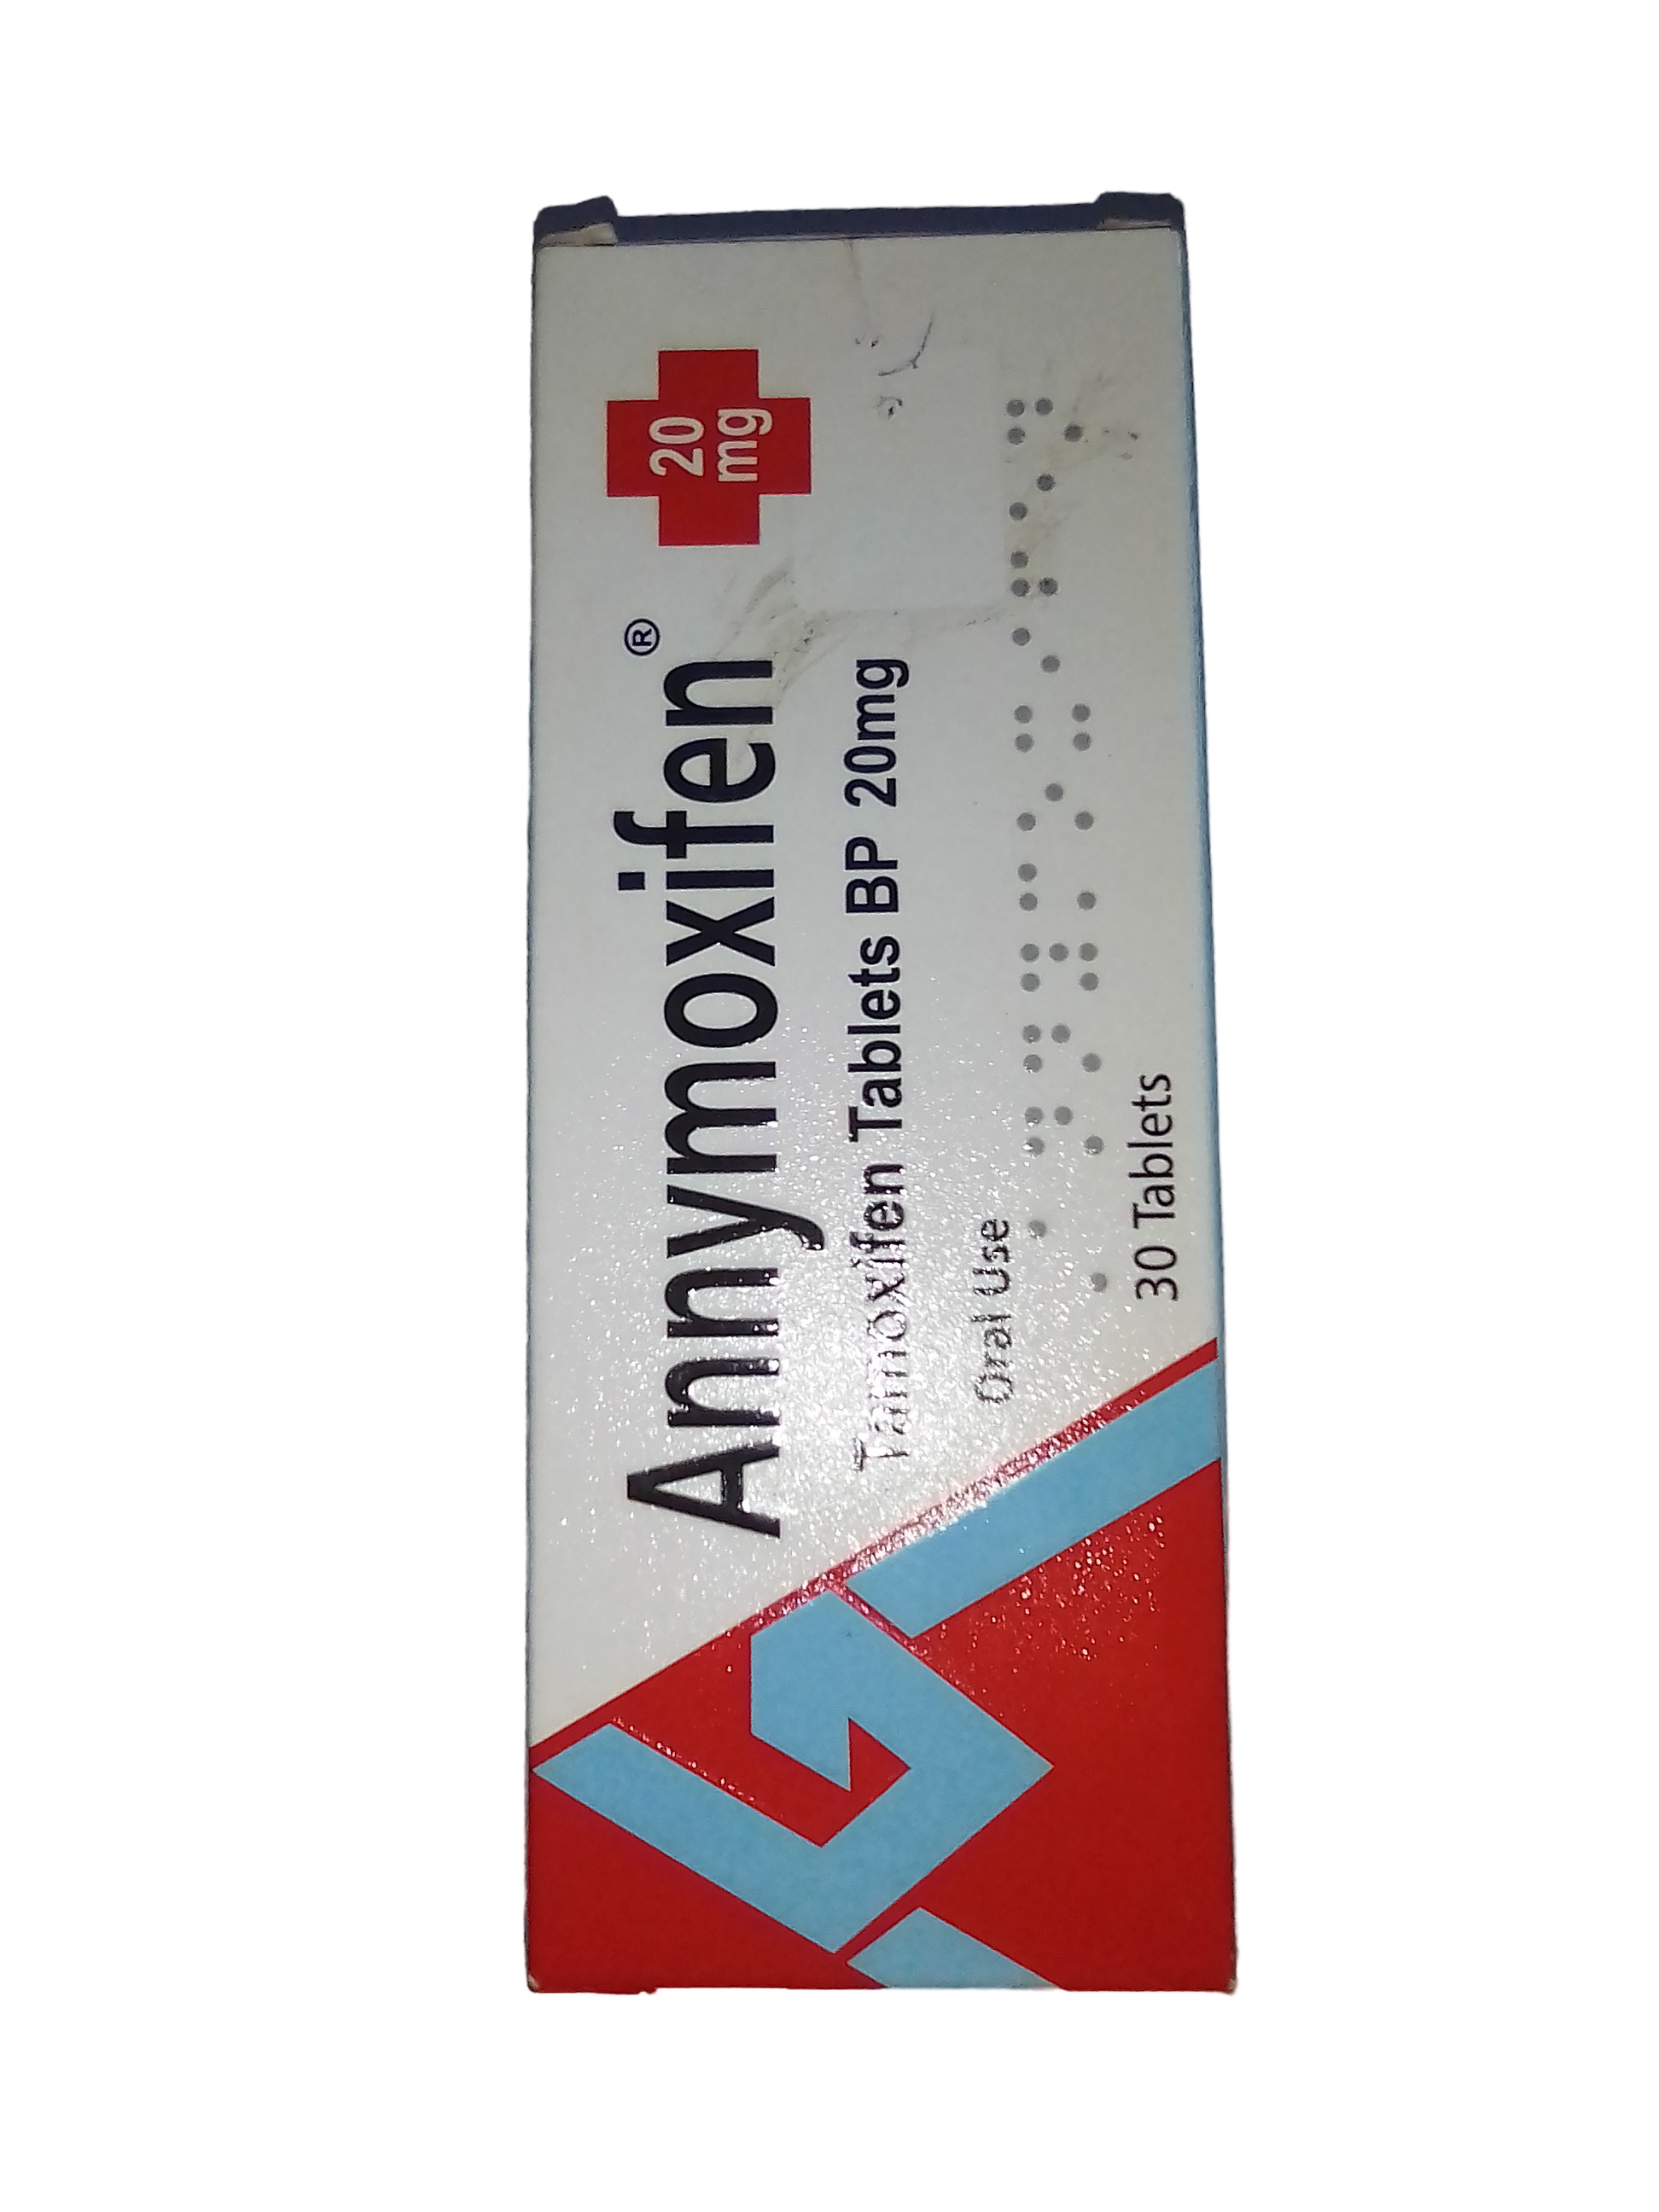 Annymoxifen®
20
mg
Tamoxifen Tablets BP 20mg
Oral Use
30 Tablets